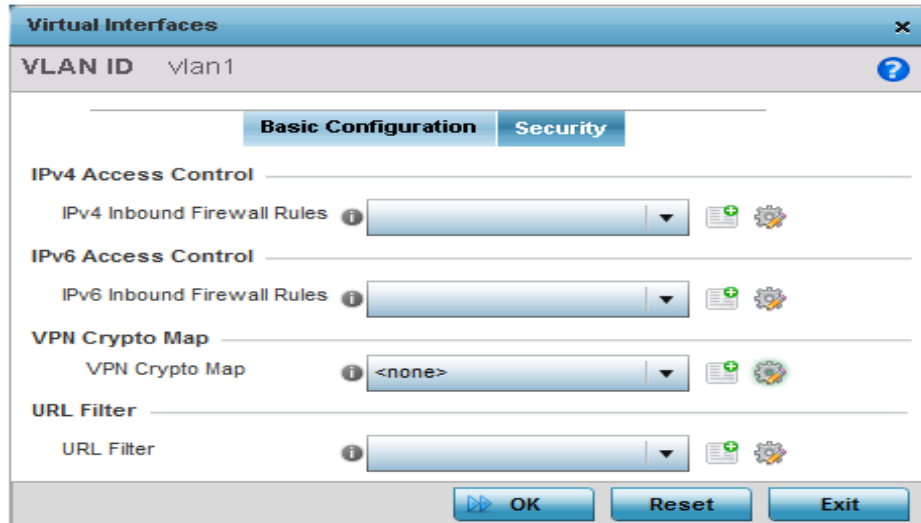 Virtual Interfaces
VLAN ID vlan1
Basic Configuration Security
IPv4 Access Control
IPv4 Inbound Firewall Rules
IPv6 Access Control
IPv6 Inbound Firewall Rules
VPN Crypto Map
VPN Crypto Map <none>
URL Filter
URL Filter
OK Reset Exit